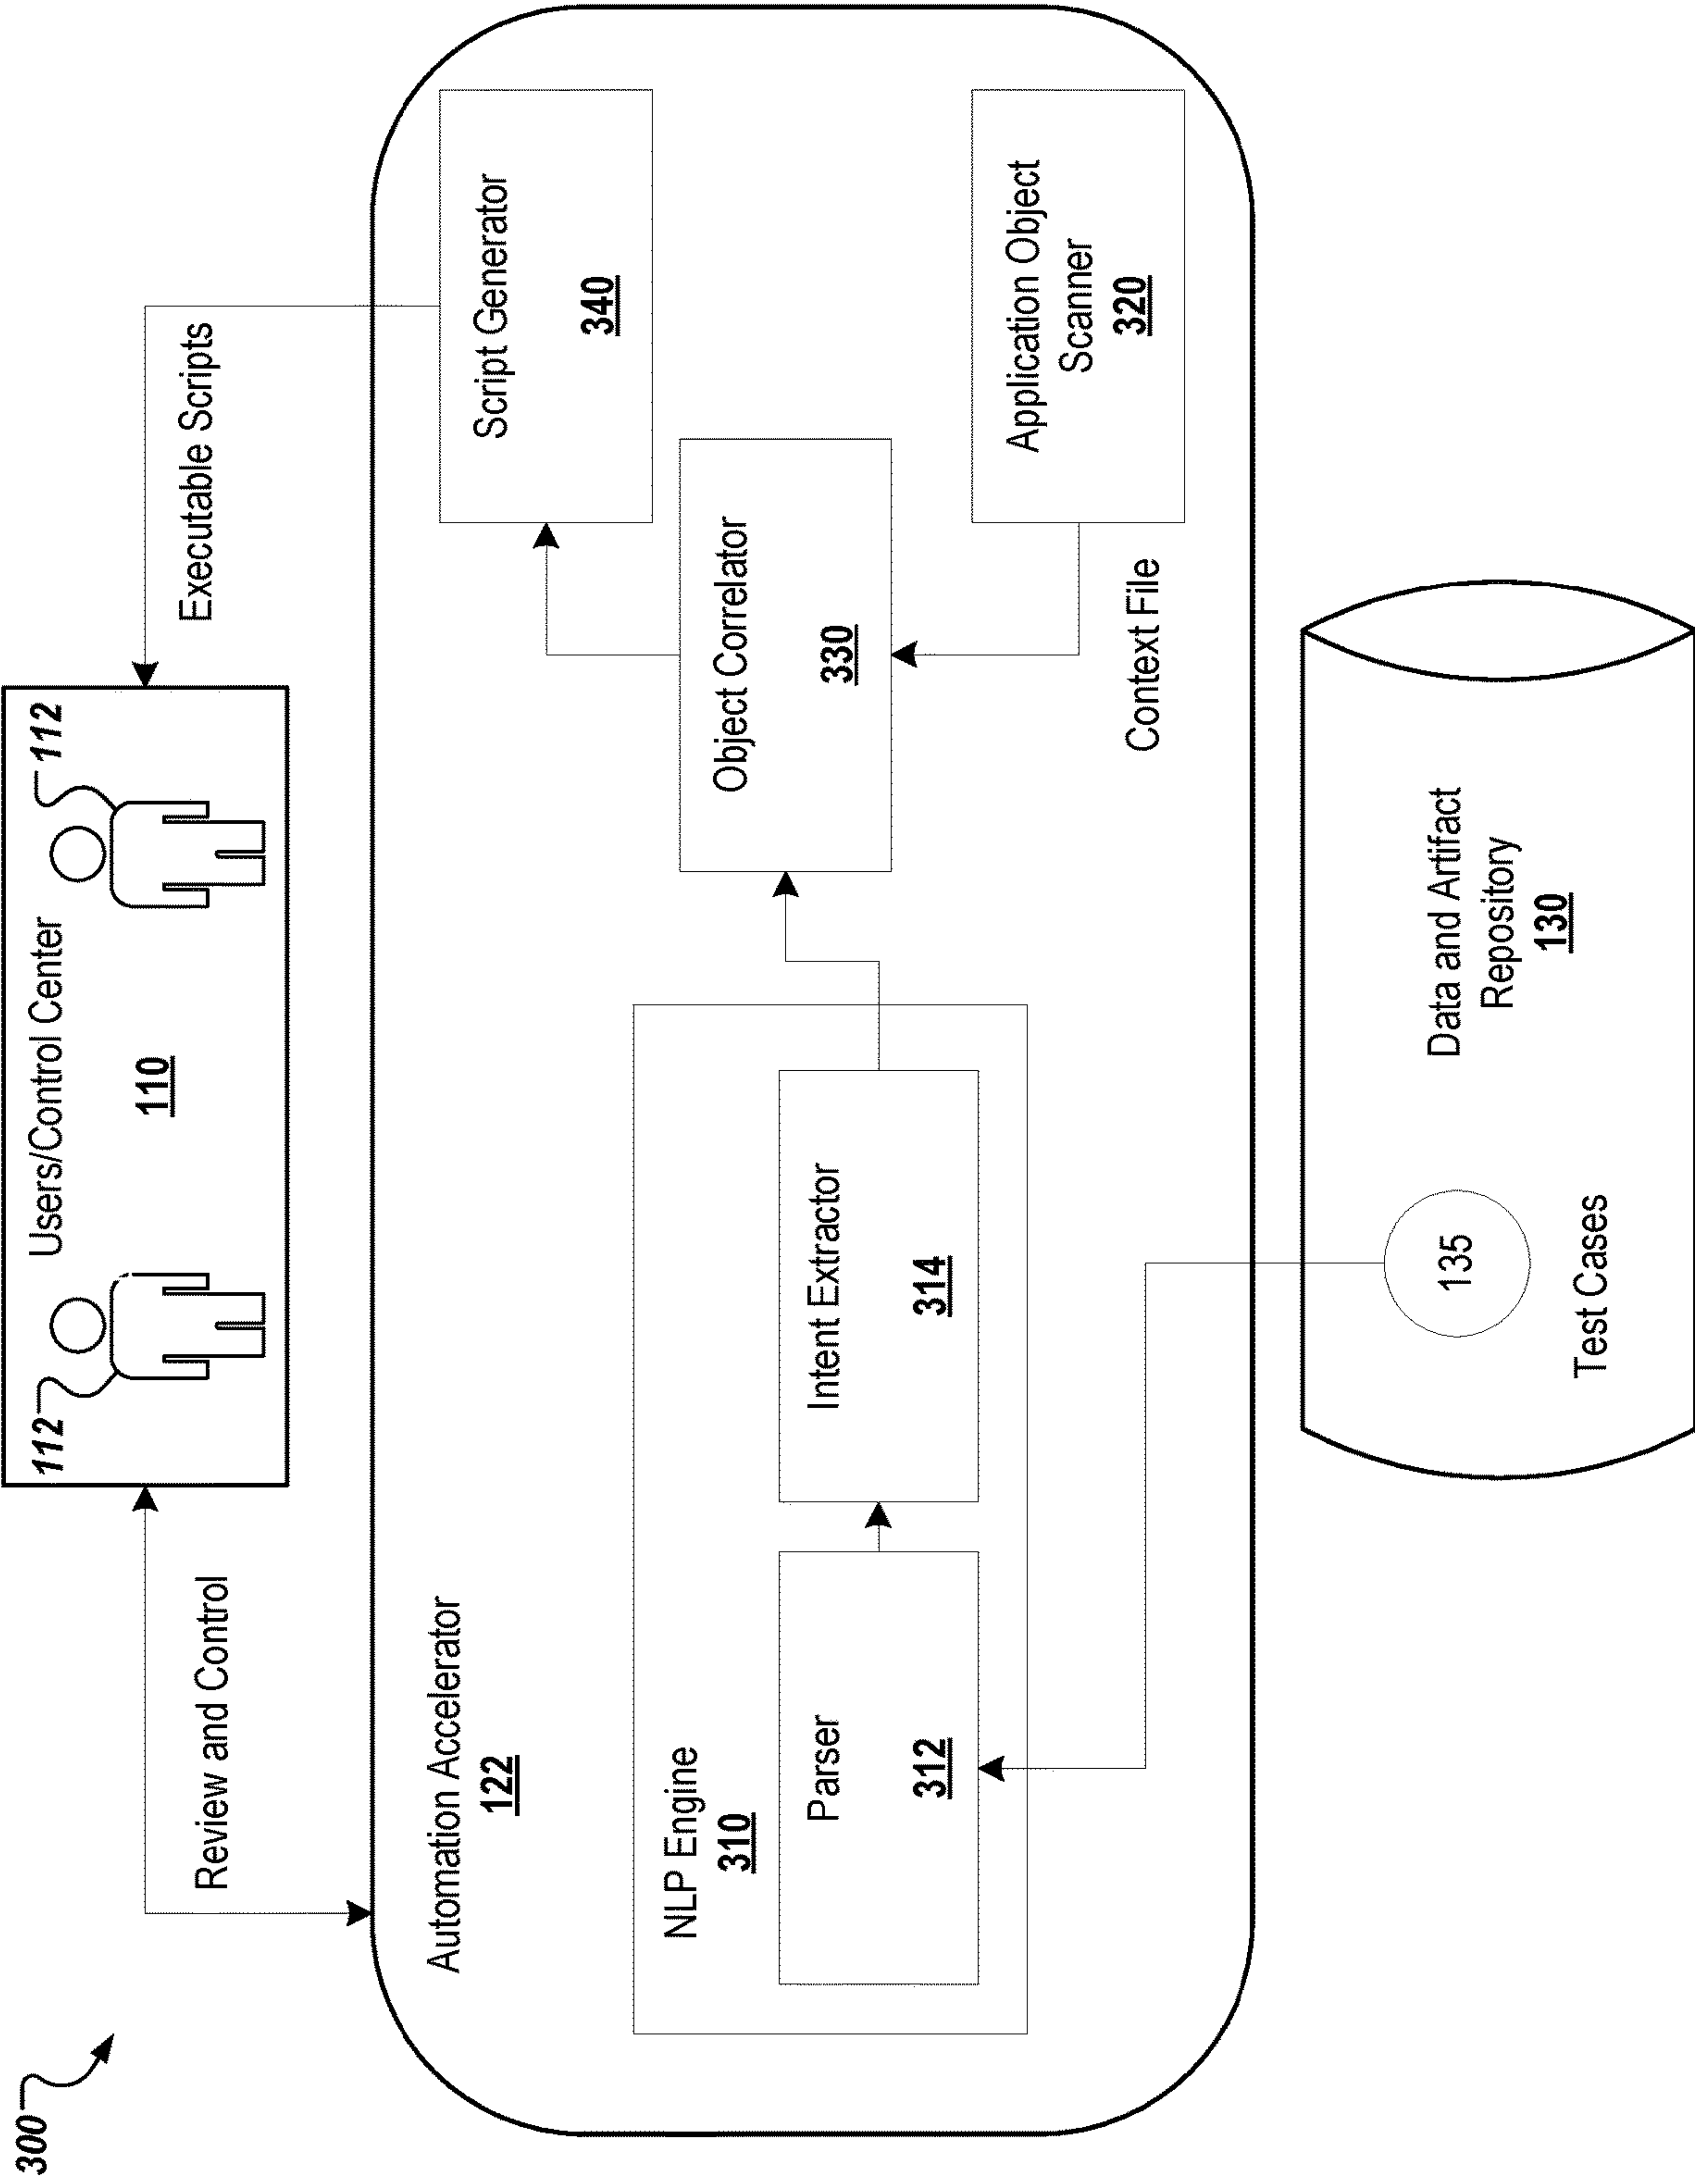 300
Users/Control Center
110
112
112
Review and Control
Executable Scripts
Automation Accelerator
122
NLP Engine
310
Parser
312
Intent Extractor
314
Object Correlator
330
Script Generator
340
Application Object
Scanner
320
Context File
135
Test Cases
Data and Artifact
Repository
130